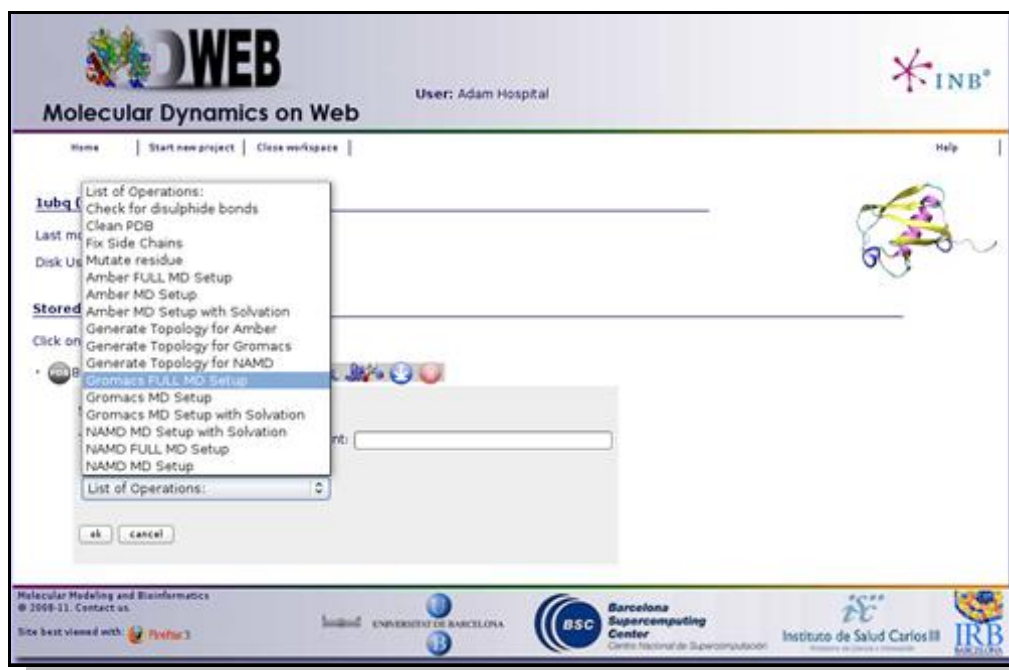 DWEB
Molecular Dynamics on Web
User: Adam Hospital
INB
Home | Start new project | Close workspace |
Help |
1ubq (
Last mo
Disk Us
Stored
Click on
List of Operations:
Check for disulphide bonds
Clean PDB
Fix Side Chains
Mutate residue
Amber FULL MD Setup
Amber MD Setup
Amber MD Setup with Solvation
Generate Topology for Amber
Generate Topology for Gromacs
Generate Topology for NAMD
Gromacs FULL MD Setup
Gromacs MD Setup
Gromacs MD Setup with Solvation
NAMD MD Setup with Solvation
NAMD FULL MD Setup
NAMD MD Setup
nt:
List of Operations:
ok
cancel
Molecular Modeling and Bioinformatics
© 2008-11. Contact us.
Site best viewed with: Firefox 3
UNIVERSITAT DE BARCELONA
U
B
BSC
Barcelona
Supercomputing
Center
Centro Nacional de Supercomputación
Instituto de Salud Carlos III
IRB
BARCELONA